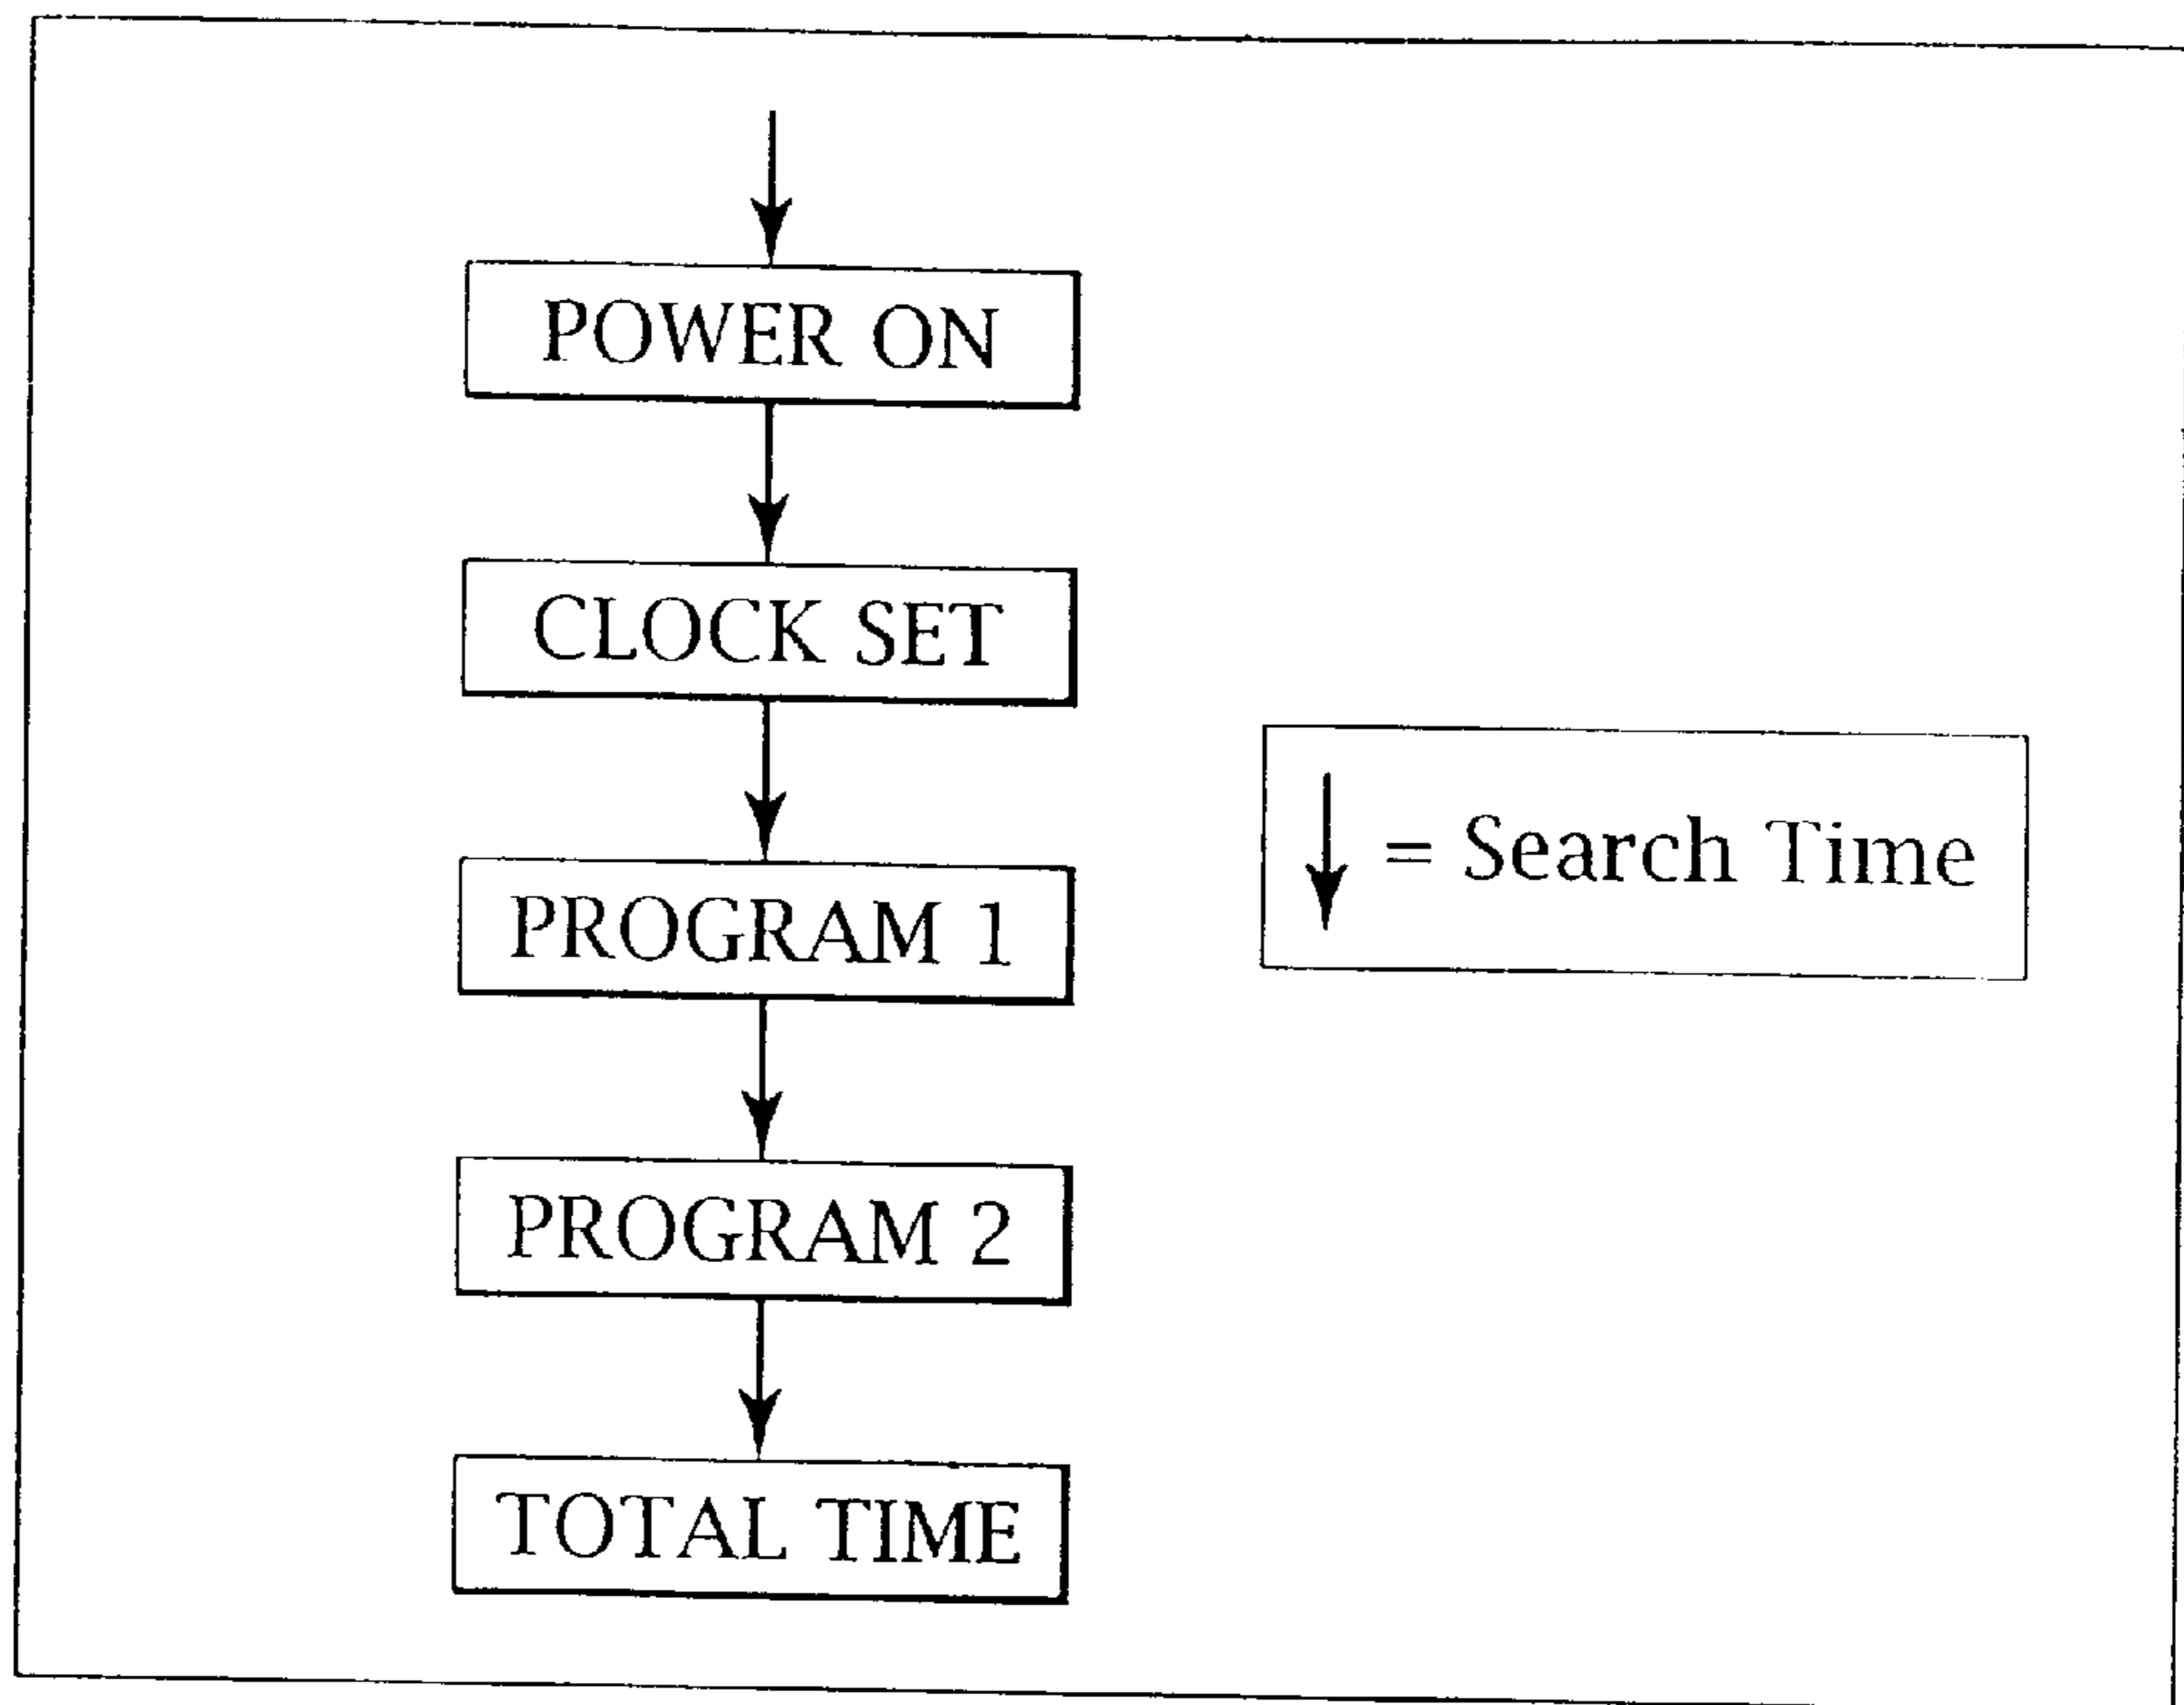 POWER ON
CLOCK SET
PROGRAM 1
= Search Time
PROGRAM 2
TOTAL TIME